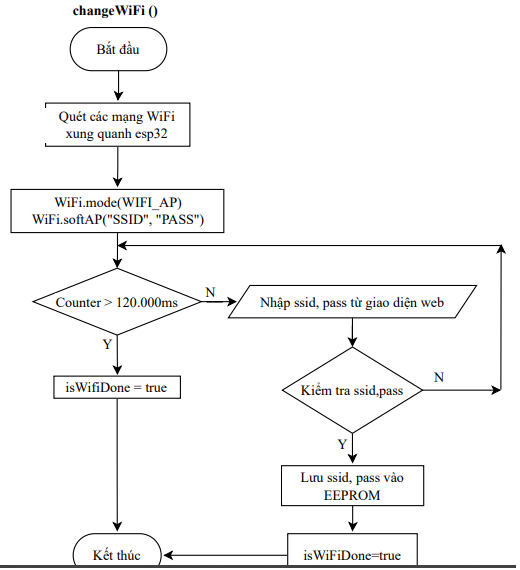 changeWiFi ()
Bắt đầu
Quét các mạng WiFi
xung quanh esp32
WiFi.mode(WIFI_AP)
WiFi.softAP("SSID", "PASS")
Counter > 120.000ms
N
Nhập ssid, pass từ giao diện web
Y
isWifiDone = true
Kiểm tra ssid,pass
N
Y
Lưu ssid, pass vào
EEPROM
Kết thúc
isWiFiDone=true